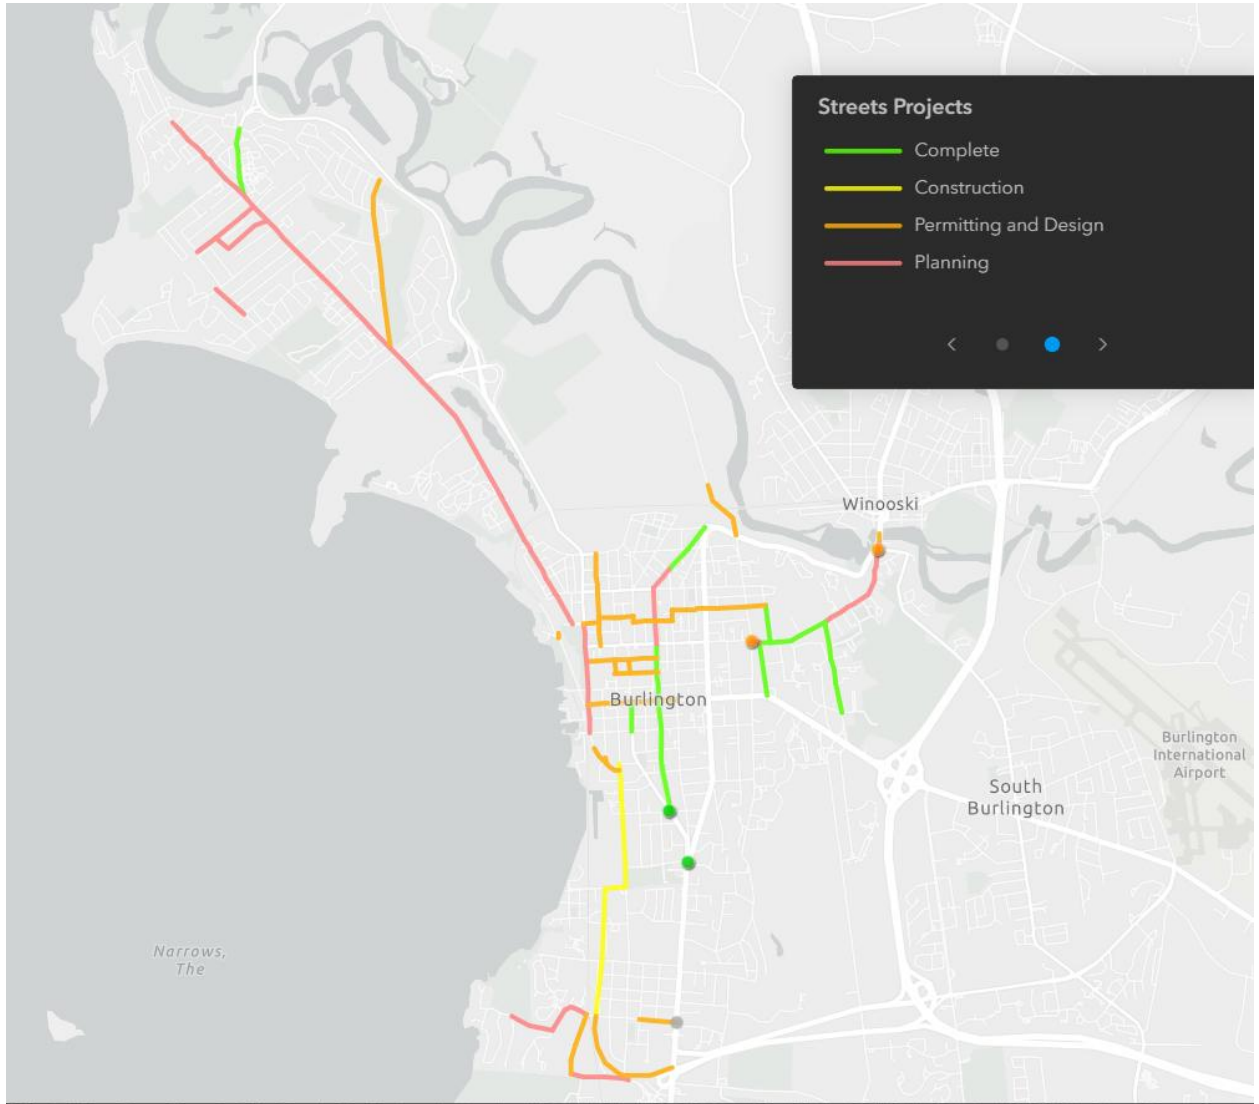 Streets Projects
Complete
Construction
Permitting and Design
Planning
Winooski
Burlington
Burlington
International
Airport
South
Burlington
Narrows,
The